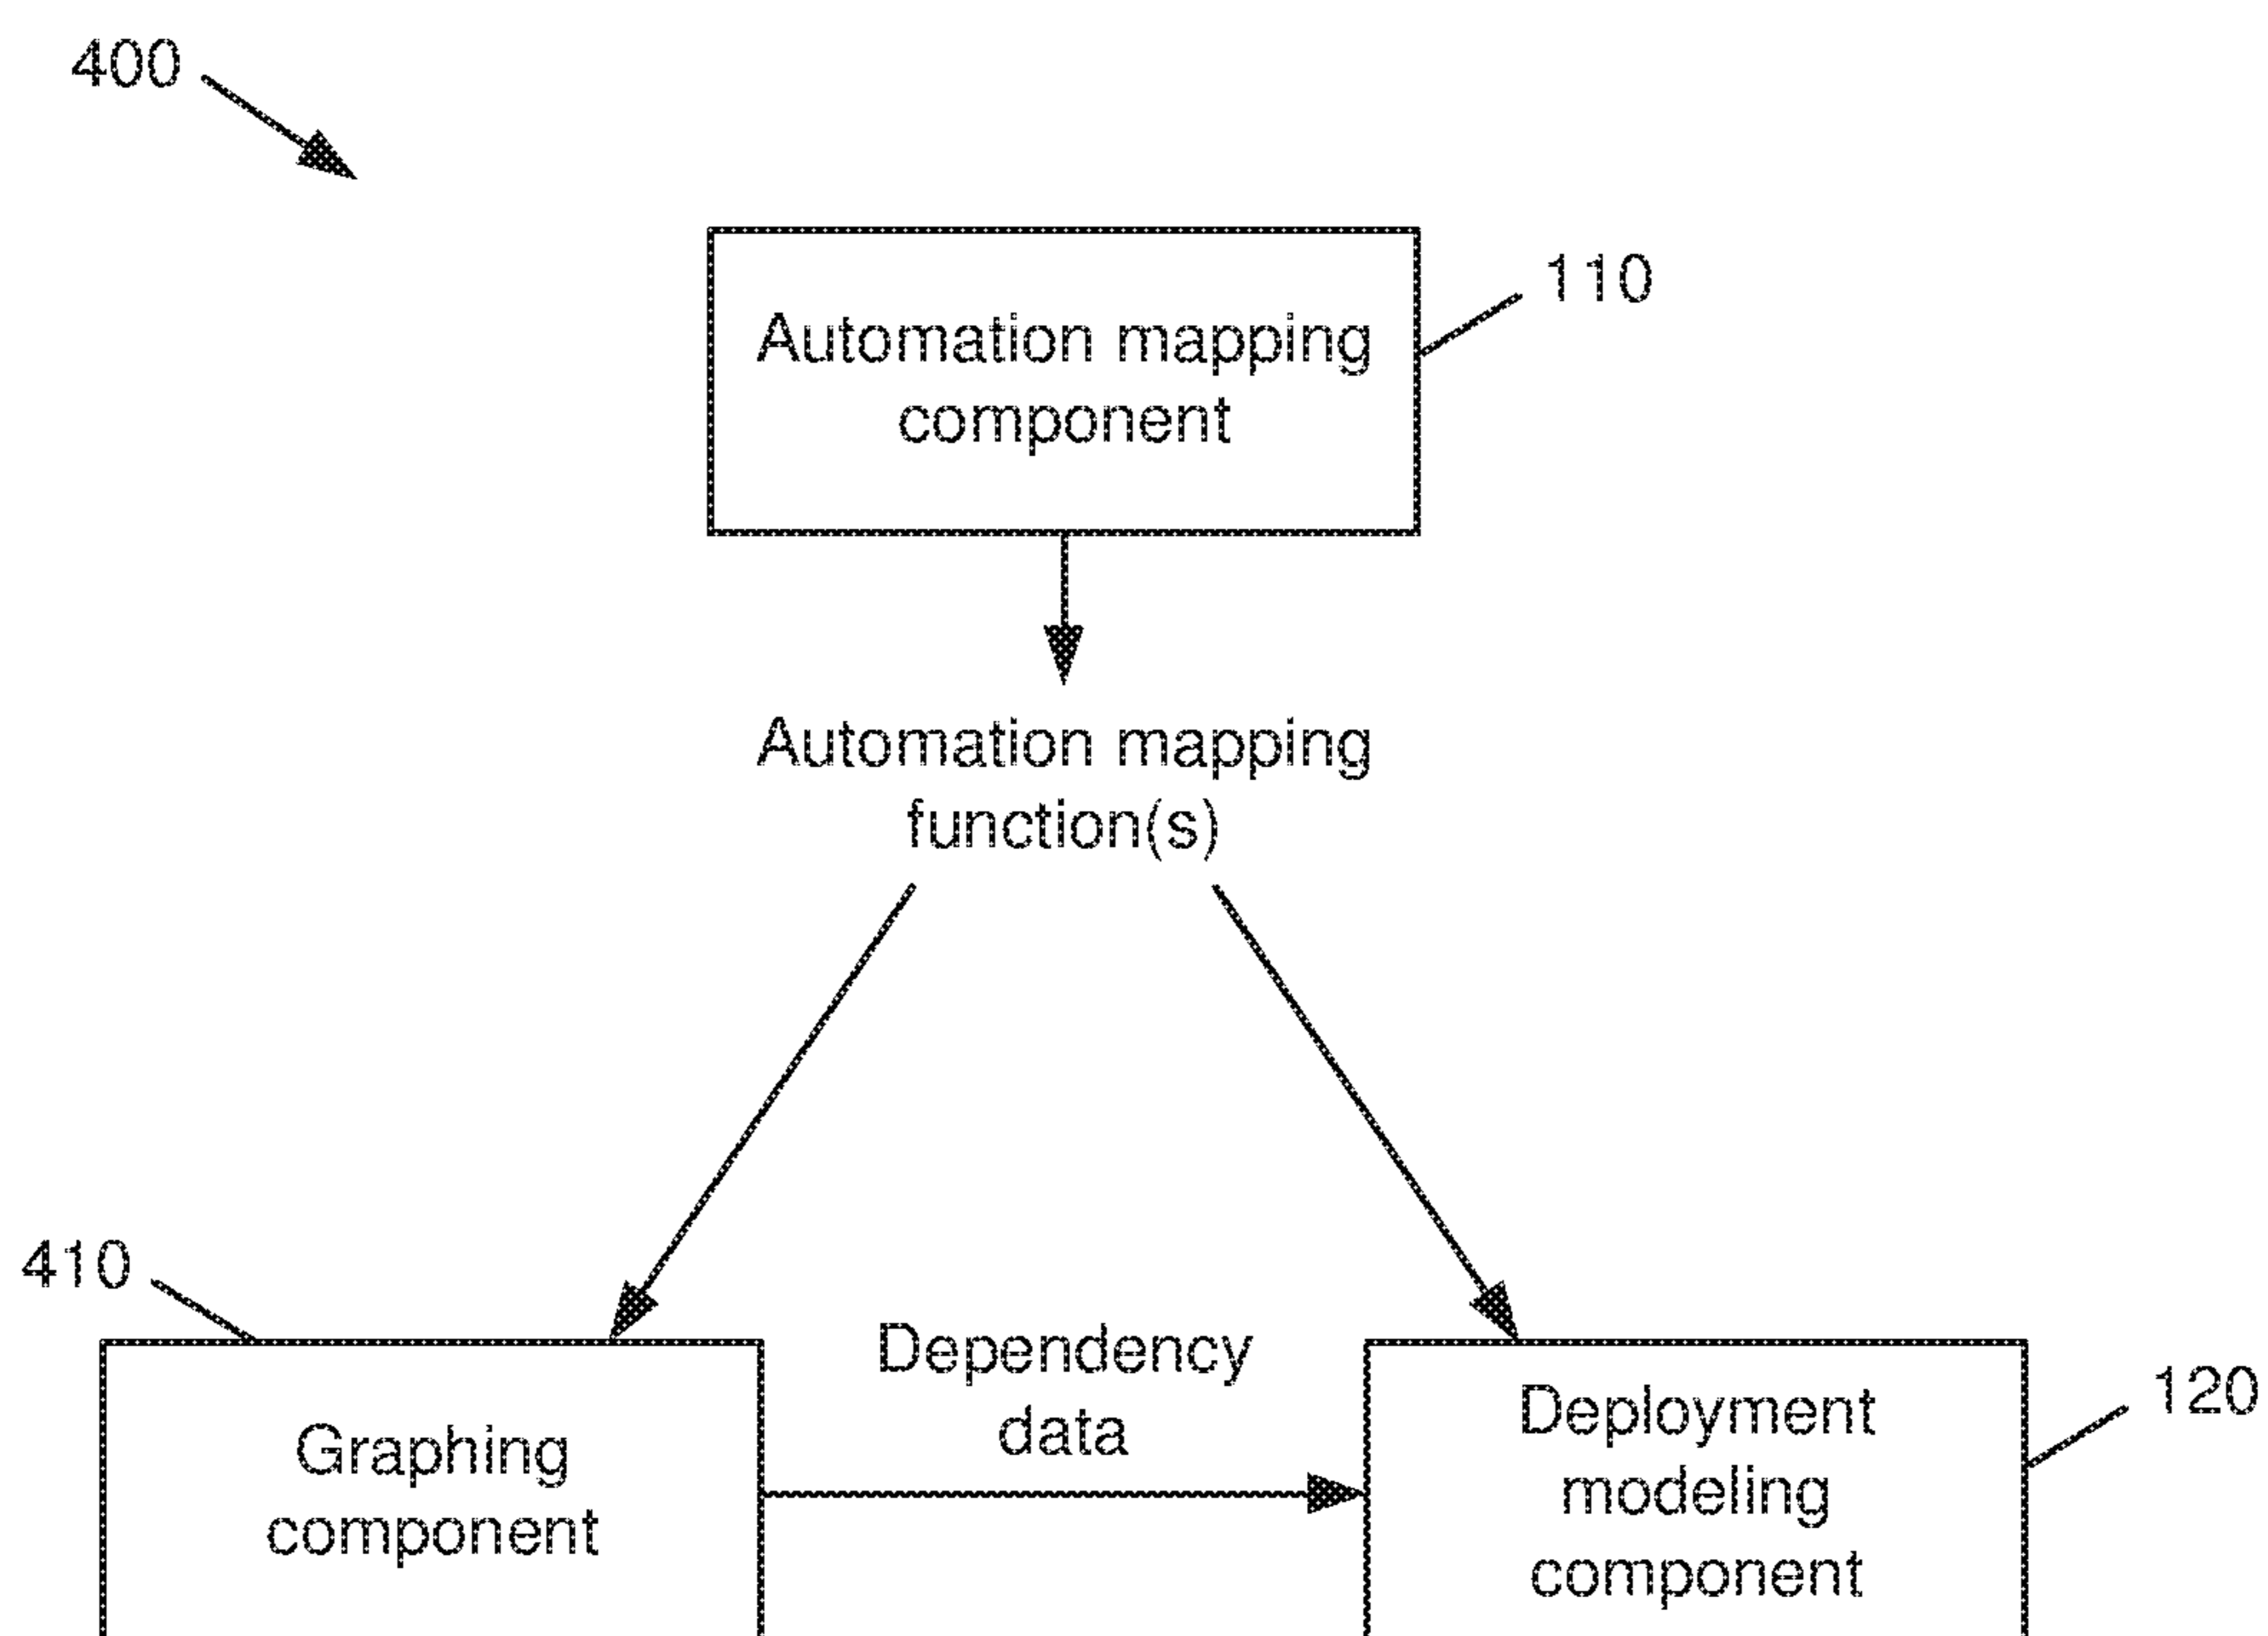 400
110
Automation mapping
component
Automation mapping
function(s)
410
Dependency
data
120
Graphing
component
Deployment
modeling
component